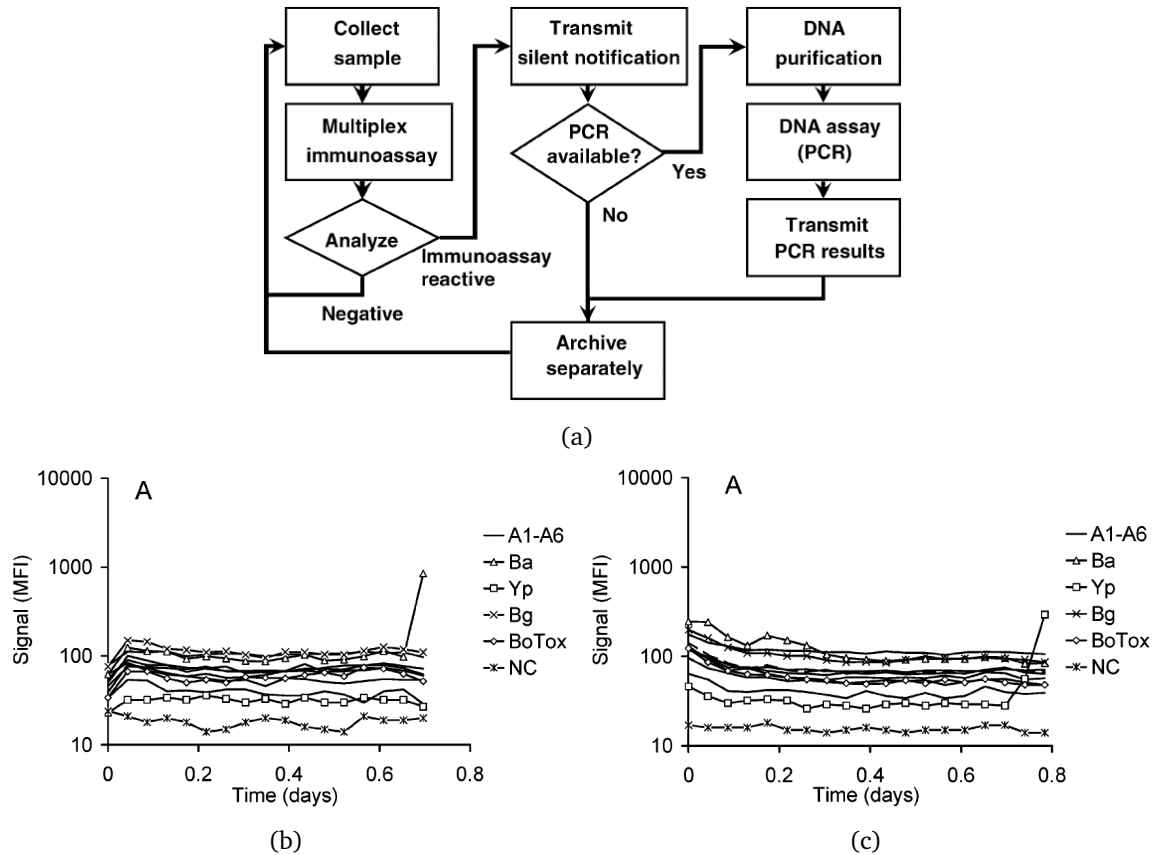 Collect
sample
Transmit
silent notification
DNA
purification
Multiplex
immunoassay
PCR
available?
DNA assay
(PCR)
Yes
No
Analyze
Immunoassay
reactive
Negative
Transmit
PCR results
Archive
separately
(a)
10000
1000
100
10
Signal (MFI)
A
A1-A6
Ba
Yp
Bg
BoTox
NC
0
0.2
0.4
0.6
0.8
Time (days)
(b)
10000
1000
100
10
Signal (MFI)
A
A1-A6
Ba
Yp
Bg
BoTox
NC
0
0.2
0.4
0.6
0.8
Time (days)
(c)